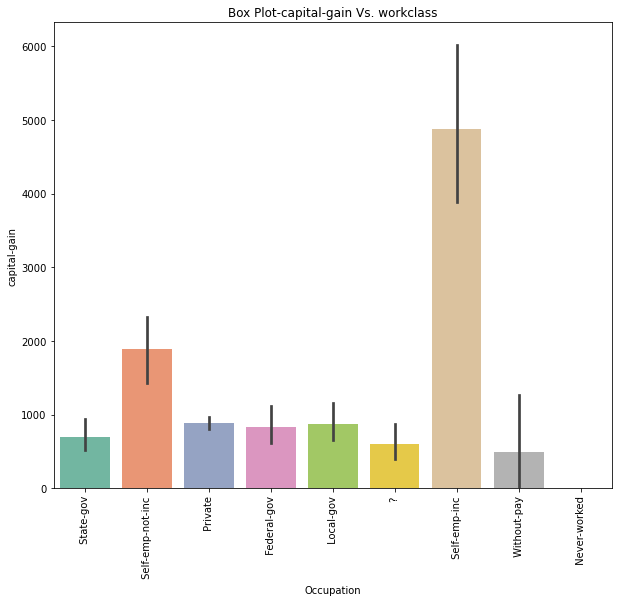 Box Plot-capital-gain Vs. workclass
6000
5000
4000
3000
2000
1000
0
capital-gain
State-gov
Self-emp-not-inc
Private
Federal-gov
Local-gov
?
Self-emp-inc
Without-pay
Never-worked
Occupation